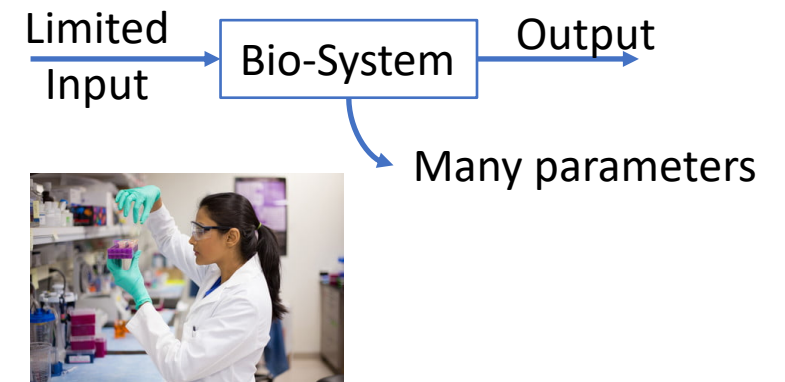 Limited
Input
Bio-System
Output
Many parameters